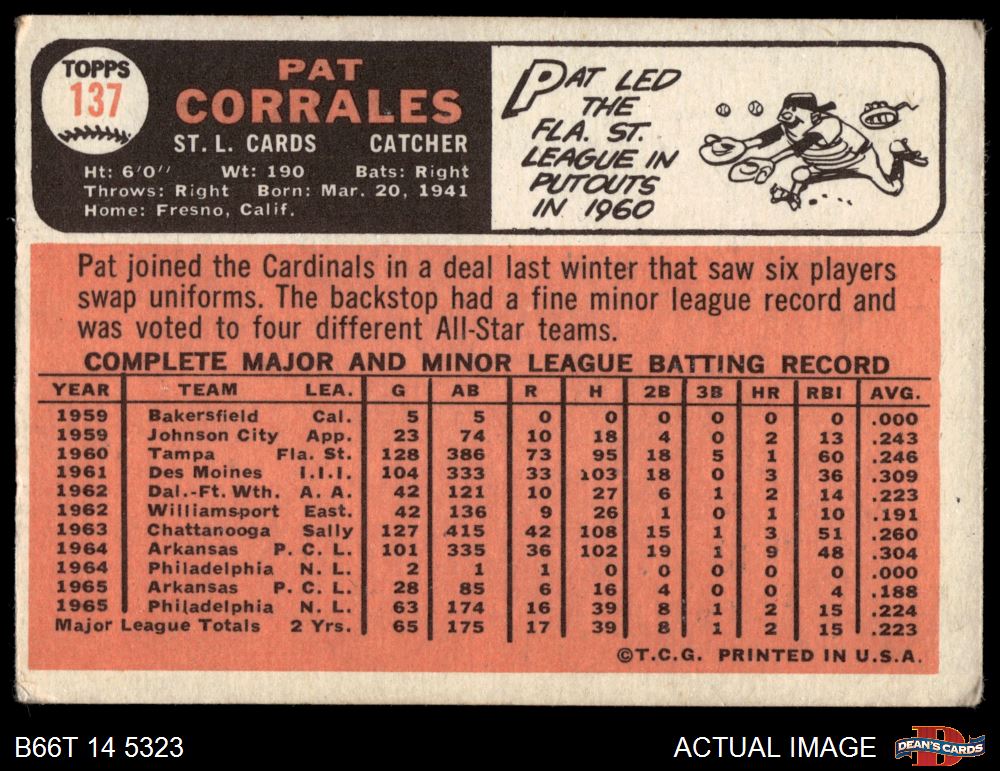 TOPPS
137
PAT
CORRALES
ST. L. CARDS CATCHER
Ht: 6'0'' Wt: 190 Bats: Right
Throws: Right Born: Mar. 20, 1941
Home: Fresno, Calif.
PAT LED
THE
FLA. ST.
LEAGUE IN
PUTOUTS
IN 1960
Pat joined the Cardinals in a deal last winter that saw six players
swap uniforms. The backstop had a fine minor league record and
was voted to four different All-Star teams.
COMPLETE MAJOR AND MINOR LEAGUE BATTING RECORD
YEAR TEAM LEA. G AB R H 2B 3B HR RBI AVG.
1959 Bakersfield Cal. 5 5 0 0 0 0 0 0 .000
1959 Johnson City App. 23 74 10 18 4 0 2 13 .243
1960 Tampa Fla. St. 128 386 73 95 18 5 1 60 .246
1961 Des Moines I.I.I. 104 333 33 103 18 0 3 36 .309
1962 Dal.-Ft. Wth. A. A. 42 121 10 27 6 1 2 14 .223
1962 Williamsport East. 42 136 9 26 1 0 1 10 .191
1963 Chattanooga Sally 127 415 42 108 15 1 3 51 .260
1964 Arkansas P. C. L. 101 335 36 102 19 1 9 48 .304
1964 Philadelphia N. L. 2 1 1 0 0 0 0 0 .000
1965 Arkansas P. C. L. 28 85 6 16 4 0 0 4 .188
1965 Philadelphia N. L. 63 174 16 39 8 1 2 15 .224
Major League Totals 2 Yrs. 65 175 17 39 8 1 2 15 .223
©T.C.G. PRINTED IN U.S.A.
B66T 14 5323 ACTUAL IMAGE DEAN'S CARDS